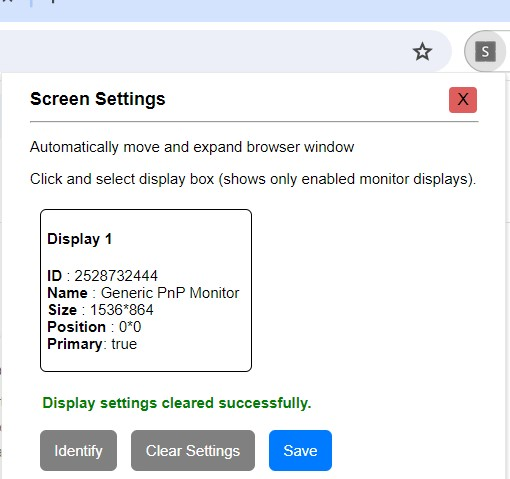 S
Screen Settings
X
Automatically move and expand browser window
Click and select display box (shows only enabled monitor displays).
Display 1
ID : 2528732444
Name : Generic PnP Monitor
Size : 1536*864
Position : 0*0
Primary: true
Display settings cleared successfully.
Identify
Clear Settings
Save